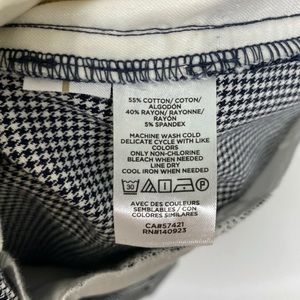 55% COTTON/ COTON/
ALGODÓN
40% RAYON/ RAYONNE/
RAYÓN
5% SPANDEX
MACHINE WASH COLD
DELICATE CYCLE WITH LIKE
COLORS
ONLY NON-CHLORINE
BLEACH WHEN NEEDED
LINE DRY
COOL IRON WHEN NEEDED
30
P
AVEC DES COULEURS
SEMBLABLES / CON
COLORES SIMILARES
CA#57421
RN#140923